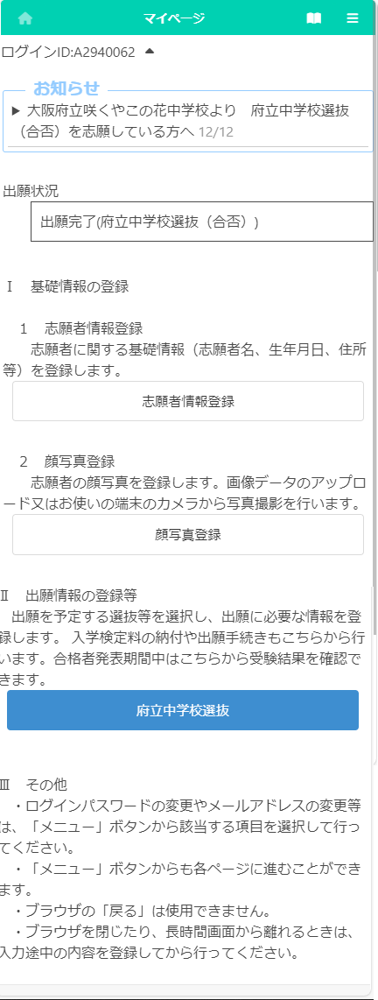 マイページ
ログインID:A2940062 ▲
お知らせ
▶ 大阪府立咲くやこの花中学校より　府立中学校選抜
（合否）を志願している方へ 12/12
出願状況
出願完了(府立中学校選抜（合否）)
Ⅰ　基礎情報の登録
１　志願者情報登録
志願者に関する基礎情報（志願者名、生年月日、住所
等）を登録します。
志願者情報登録
２　顔写真登録
志願者の顔写真を登録します。画像データのアップロ
ード又はお使いの端末のカメラから写真撮影を行います。
顔写真登録
Ⅱ　出願情報の登録等
出願を予定する選抜等を選択し、出願に必要な情報を登
録します。 入学検定料の納付や出願手続きもこちらから行
います。合格者発表期間中はこちらから受験結果を確認で
きます。
府立中学校選抜
Ⅲ　その他
・ログインパスワードの変更やメールアドレスの変更等
は、「メニュー」ボタンから該当する項目を選択して行っ
てください。
・「メニュー」ボタンからも各ページに進むことができ
ます。
・ブラウザの「戻る」は使用できません。
・ブラウザを閉じたり、長時間画面から離れるときは、
入力途中の内容を登録してから行ってください。